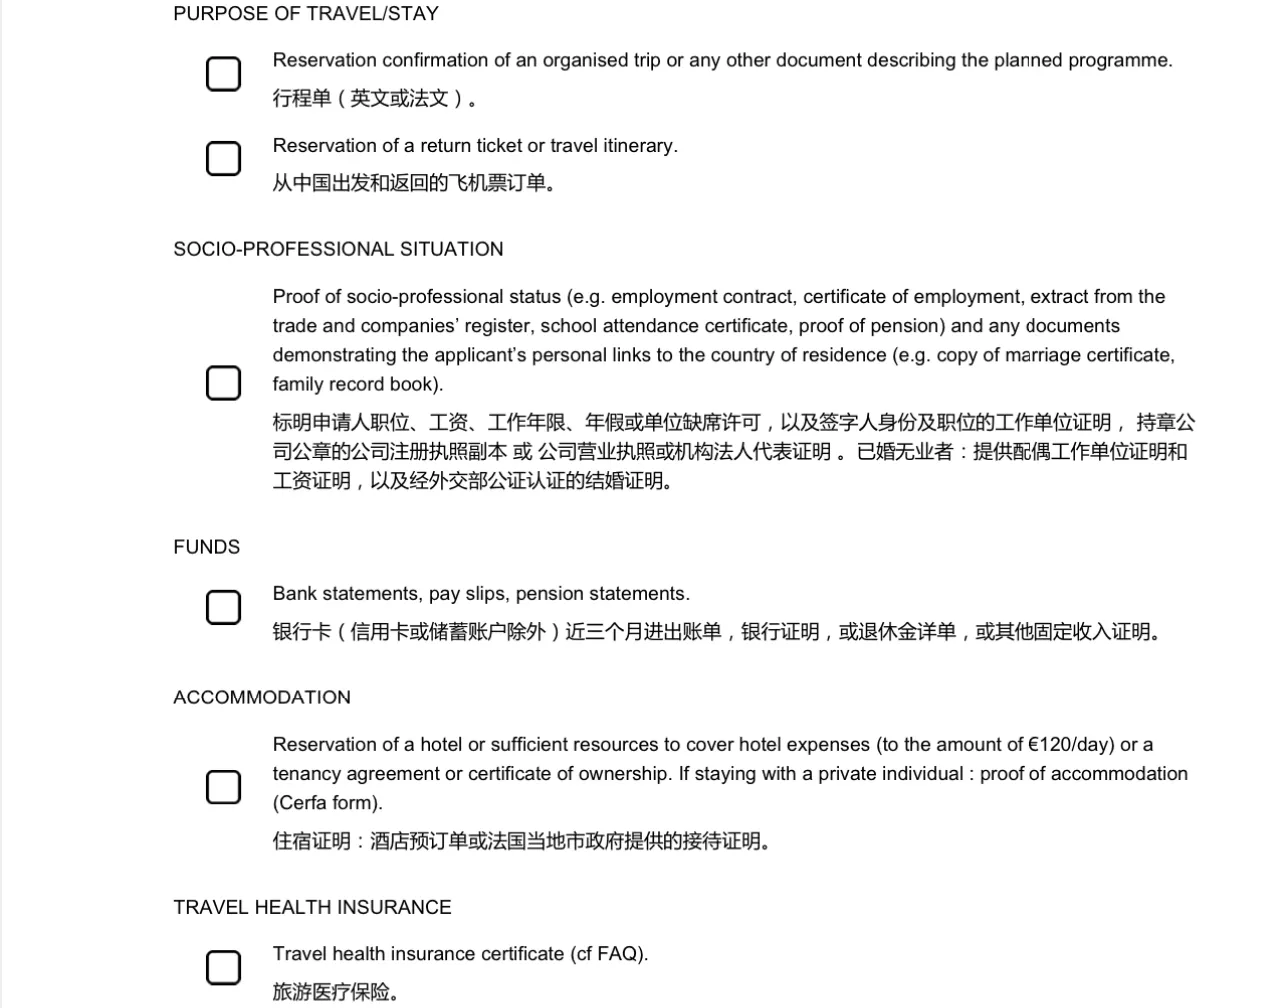 PURPOSE OF TRAVEL/STAY
Reservation confirmation of an organised trip or any other document describing the planned programme.
行程单（英文或法文）。
Reservation of a return ticket or travel itinerary.
从中国出发和返回的飞机票订单。
SOCIO-PROFESSIONAL SITUATION
Proof of socio-professional status (e.g. employment contract, certificate of employment, extract from the
trade and companies’ register, school attendance certificate, proof of pension) and any documents
demonstrating the applicant’s personal links to the country of residence (e.g. copy of marriage certificate,
family record book).
标明申请人职位、工资、工作年限、年假或单位缺席许可，以及签字人身份及职位的工作单位证明， 持章公
司公章的公司注册执照副本 或 公司营业执照或机构法人代表证明 。已婚无业者：提供配偶工作单位证明和
工资证明，以及经外交部公证认证的结婚证明。
FUNDS
Bank statements, pay slips, pension statements.
银行卡（信用卡或储蓄账户除外）近三个月进出账单，银行证明，或退休金详单，或其他固定收入证明。
ACCOMMODATION
Reservation of a hotel or sufficient resources to cover hotel expenses (to the amount of €120/day) or a
tenancy agreement or certificate of ownership. If staying with a private individual : proof of accommodation
(Cerfa form).
住宿证明：酒店预订单或法国当地市政府提供的接待证明。
TRAVEL HEALTH INSURANCE
Travel health insurance certificate (cf FAQ).
旅游医疗保险。